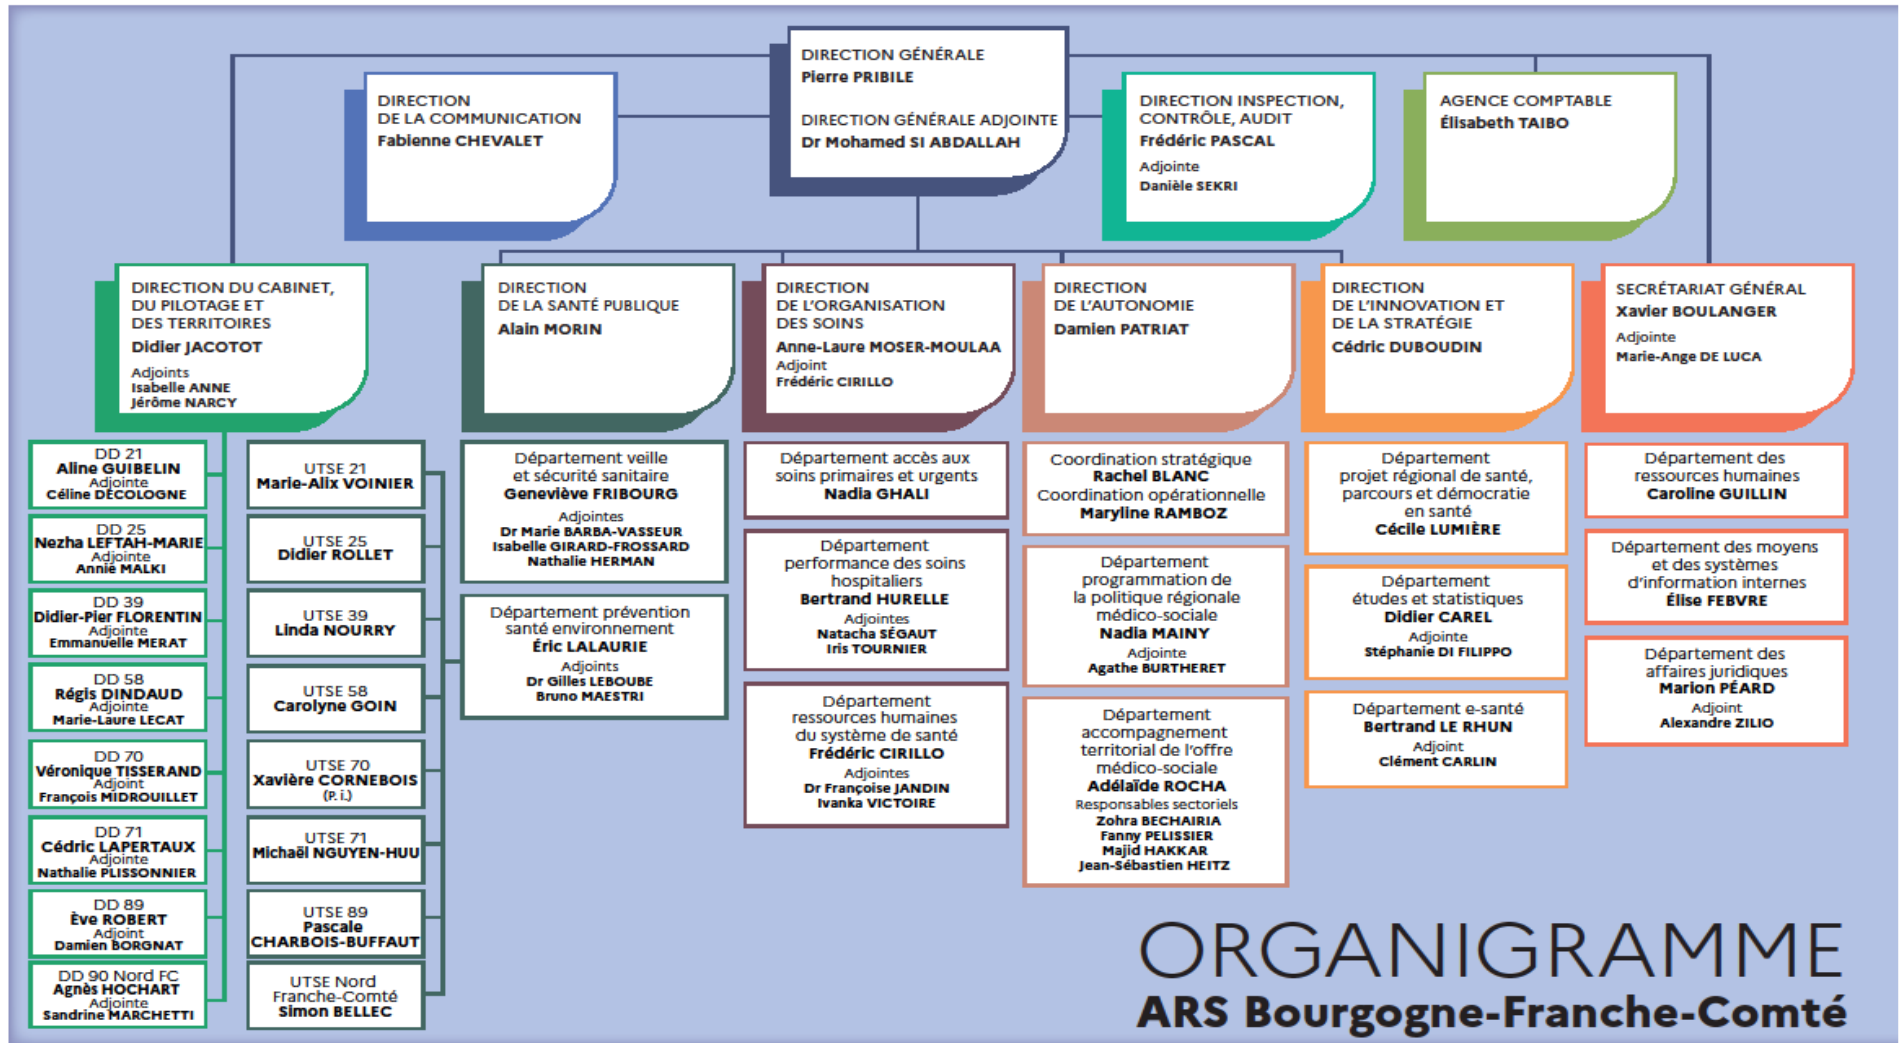 DIRECTION GÉNÉRALE
Pierre PRIBILE
DIRECTION GÉNÉRALE ADJOINTE
Dr Mohamed SI ABDALLAH
DIRECTION
DE LA COMMUNICATION
Fabienne CHEVALET
DIRECTION INSPECTION,
CONTRÔLE, AUDIT
Frédéric PASCAL
Adjointe
Danièle SEKRI
AGENCE COMPTABLE
Élisabeth TAIBO
DIRECTION DU CABINET,
DU PILOTAGE ET
DES TERRITOIRES
Didier JACOTOT
Adjoints
Isabelle ANNE
Jérôme NARCY
DIRECTION
DE LA SANTÉ PUBLIQUE
Alain MORIN
DIRECTION
DE L'ORGANISATION
DES SOINS
Anne-Laure MOSER-MOULAA
Adjoint
Frédéric CIRILLO
DIRECTION
DE L'AUTONOMIE
Damien PATRIAT
DIRECTION
DE L'INNOVATION ET
DE LA STRATÉGIE
Cédric DUBOUDIN
SECRÉTARIAT GÉNÉRAL
Xavier BOULANGER
Adjointe
Marie-Ange DE LUCA
DD 21
Aline GUIBELIN
Adjointe
Céline DÉCOLOGNE
DD 25
Nezha LEFTAH-MARIE
Adjointe
Annie MALKI
DD 39
Didier-Pier FLORENTIN
Adjointe
Emmanuelle MERAT
DD 58
Régis DINDAUD
Adjointe
Marie-Laure LECAT
DD 70
Véronique TISSERAND
Adjoint
François MIDROUILLET
DD 71
Cédric LAPERTAUX
Adjointe
Nathalie PLISSONNIER
DD 89
Ève ROBERT
Adjoint
Damien BORGNAT
DD 90 Nord FC
Agnès HOCHART
Adjointe
Sandrine MARCHETTI
UTSE 21
Marie-Alix VOINIER
UTSE 25
Didier ROLLET
UTSE 39
Linda NOURRY
UTSE 58
Carolyne GOIN
UTSE 70
Xavière CORNEBOIS
(P. i.)
UTSE 71
Michaël NGUYEN-HUU
UTSE 89
Pascale
CHARBOIS-BUFFAUT
UTSE Nord
Franche-Comté
Simon BELLEC
Département veille
et sécurité sanitaire
Geneviève FRIBOURG
Adjointes
Dr Marie BARBA-VASSEUR
Isabelle GIRARD-FROSSARD
Nathalie HERMAN
Département prévention
santé environnement
Éric LALAURIE
Adjoints
Dr Gilles LEBOUBE
Bruno MAESTRI
Département accès aux
soins primaires et urgents
Nadia GHALI
Département
performance des soins
hospitaliers
Bertrand HURELLE
Adjointes
Natacha SÉGAUT
Iris TOURNIER
Département
ressources humaines
du système de santé
Frédéric CIRILLO
Adjointes
Dr Françoise JANDIN
Ivanka VICTOIRE
Coordination stratégique
Rachel BLANC
Coordination opérationnelle
Maryline RAMBOZ
Département
programmation de
la politique régionale
médico-sociale
Nadia MAINY
Adjointe
Agathe BURTHERET
Département
accompagnement
territorial de l'offre
médico-sociale
Adélaïde ROCHA
Responsables sectoriels
Zohra BECHAIRIA
Fanny PELISSIER
Majid HAKKAR
Jean-Sébastien HEITZ
Département
projet régional de santé,
parcours et démocratie
en santé
Cécile LUMIÈRE
Département
études et statistiques
Didier CAREL
Adjointe
Stéphanie DI FILIPPO
Département e-santé
Bertrand LE RHUN
Adjoint
Clément CARLIN
Département des
ressources humaines
Caroline GUILLIN
Département des moyens
et des systèmes
d'information internes
Élise FEBVRE
Département des
affaires juridiques
Marion PÉARD
Adjoint
Alexandre ZILIO
ORGANIGRAMME
ARS Bourgogne-Franche-Comté